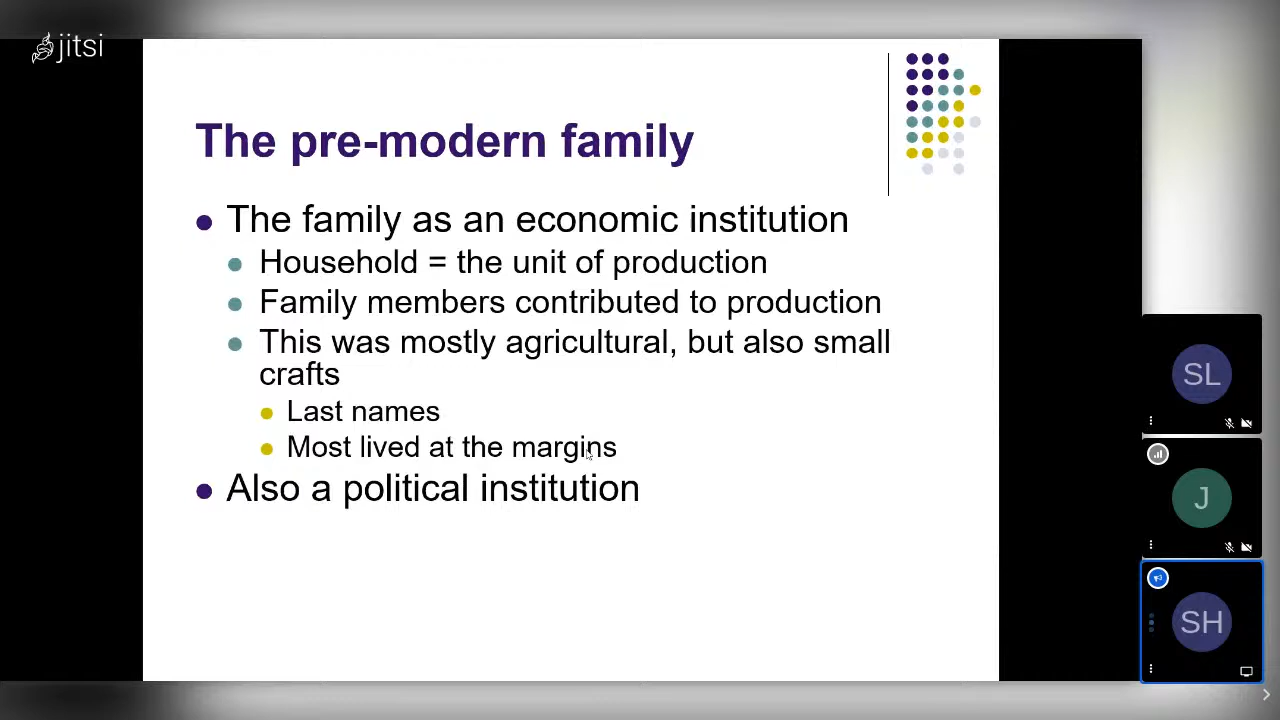 jitsi
The pre-modern family
The family as an economic institution
Household = the unit of production
Family members contributed to production
This was mostly agricultural, but also small
crafts
Last names
Most lived at the margins
Also a political institution
SL
J
SH